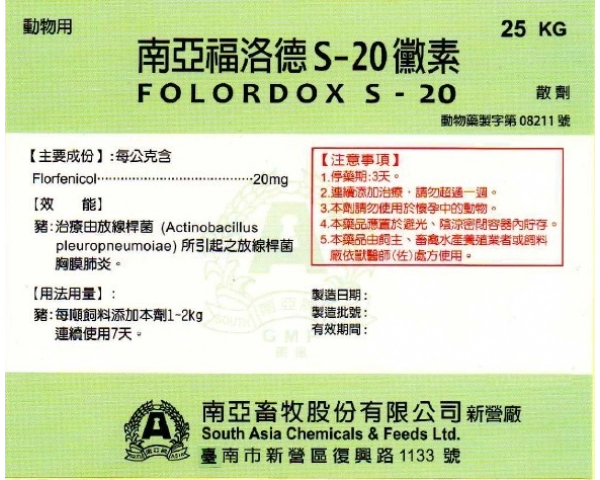 動物用
25 KG
南亞福洛德S-20黴素
FOLORDOX S - 20
散劑
動物藥製字第 08211 號
【主要成份】:每公克含
Florfenicol························································20mg
【效　　能】
豬:治療由放線桿菌 (Actinobacillus
pleuropneumoiae) 所引起之放線桿菌
胸膜肺炎。
【用法用量】:
豬:每噸飼料添加本劑1~2kg
連續使用7天。
【注意事項】
1.停藥期:3天。
2.連續添加治療，請勿超過一週。
3.本劑請勿使用於懷孕中的動物。
4.本藥品應置於避光、陰涼密閉容器內貯存。
5.本藥品由飼主、畜禽水產養殖業者或飼料
廠依獸醫師(佐)處方使用。
製造日期:
製造批號:
有效期間:
SOUTH ASIA
南亞
GMP
A
南亞畜牧股份有限公司 新營廠
South Asia Chemicals & Feeds Ltd.
臺南市新營區復興路 1133 號